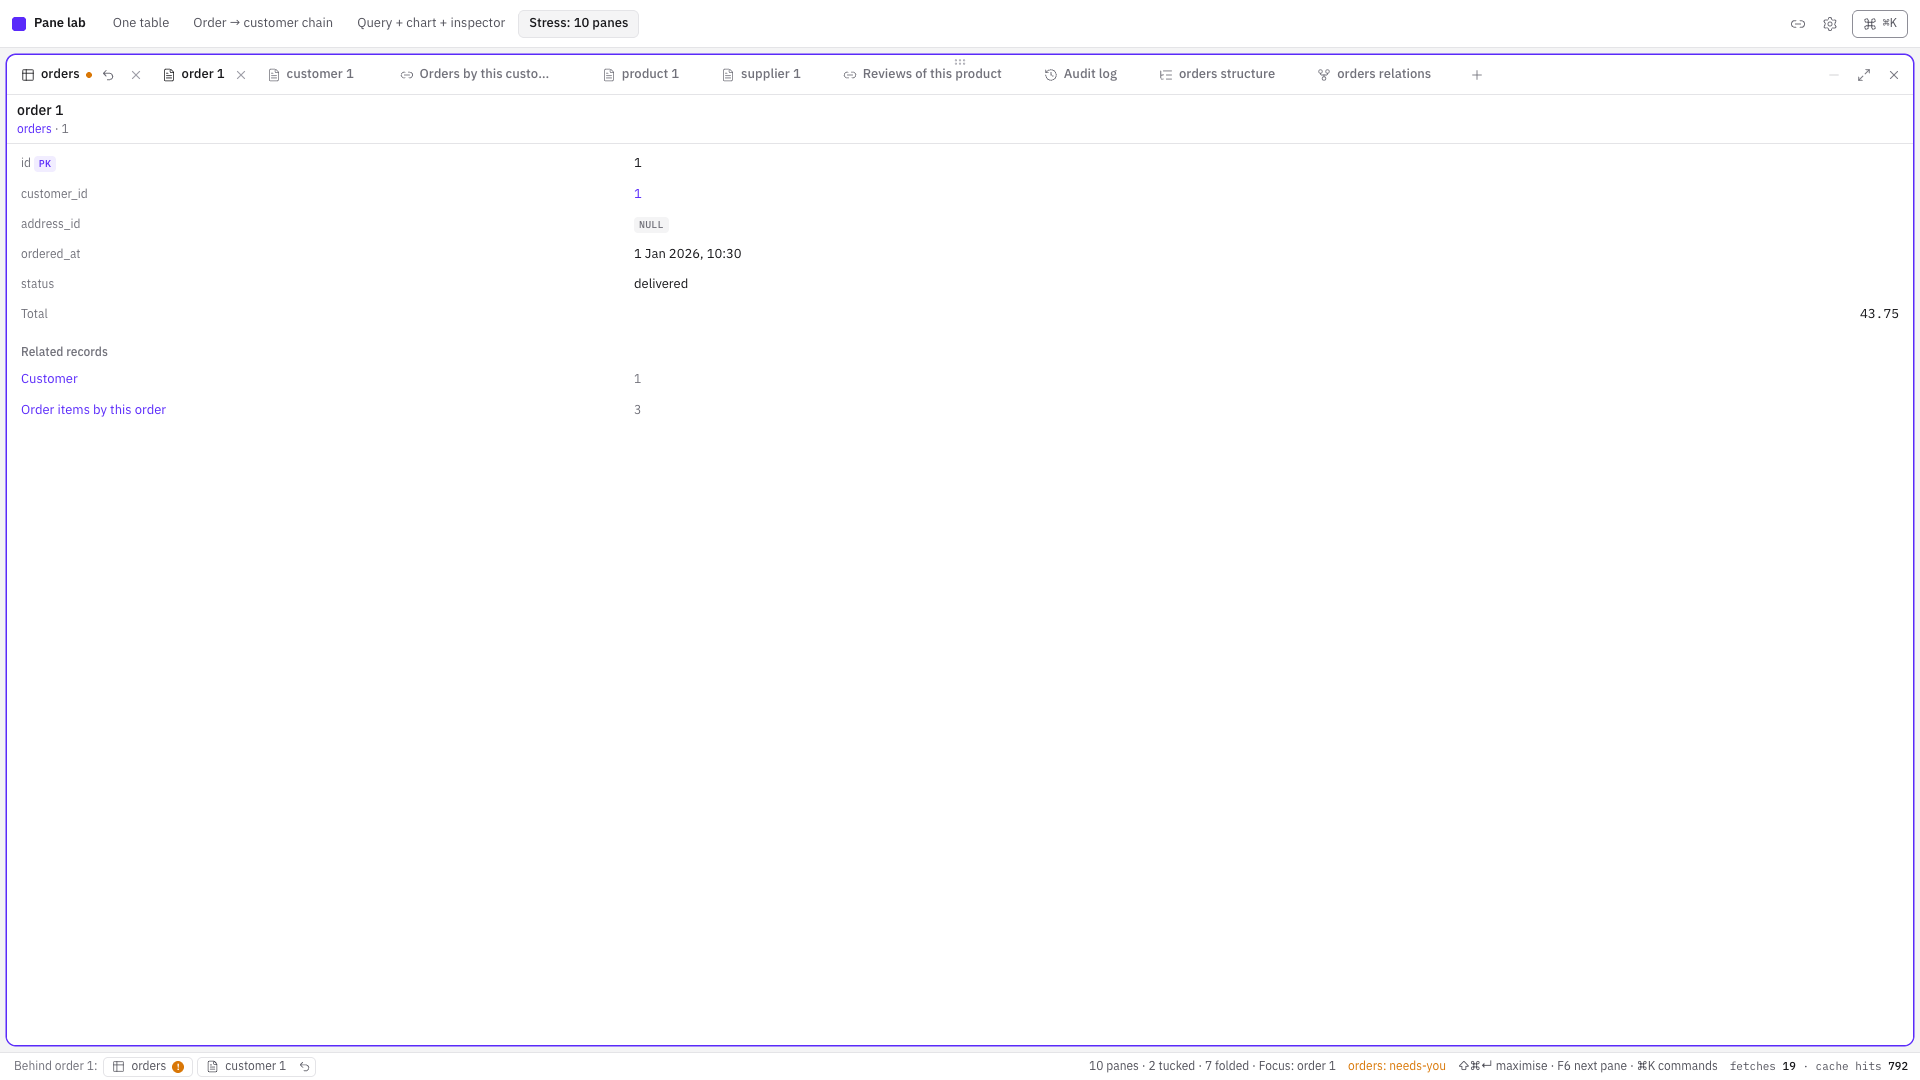 Pane lab One table Order → customer chain Query + chart + inspector Stress: 10 panes ⌘K
orders order 1 customer 1 Orders by this custo... product 1 supplier 1 Reviews of this product Audit log orders structure orders relations
order 1
orders · 1
id PK 1
customer_id 1
address_id NULL
ordered_at 1 Jan 2026, 10:30
status delivered
Total 43.75
Related records
Customer 1
Order items by this order 3
Behind order 1: orders ! customer 1 10 panes · 2 tucked · 7 folded · Focus: order 1 orders: needs-you ⇧⌘↵ maximise · F6 next pane · ⌘K commands fetches 19 · cache hits 792